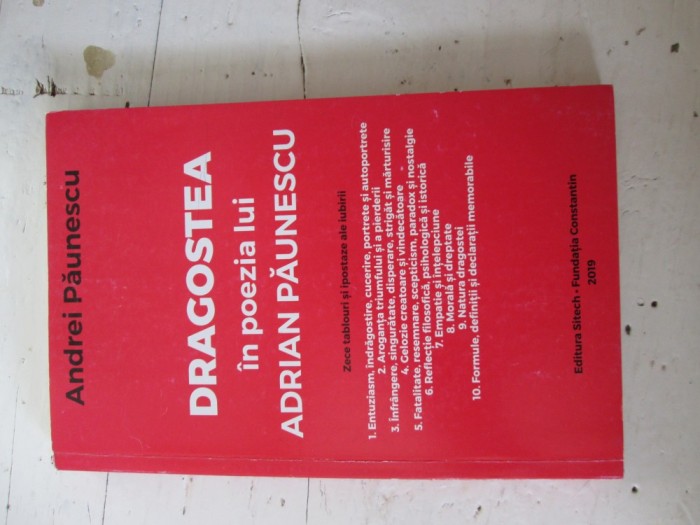 Andrei Păunescu
DRAGOSTEA
în poezia lui
ADRIAN PĂUNESCU
Zece tablouri și ipostaze ale iubirii
1. Entuziasm, îndrăgostire, cucerire, portrete și autoportrete
2. Aroganța triumfului și a pierderii
3. Înfrângere, singurătate, disperare, strigăt și mărturisire
4. Gelozie creatoare și vindecătoare
5. Fatalitate, resemnare, scepticism, paradox și nostalgie
6. Reflecție filosofică, psihologică și istorică
7. Empatie și înțelepciune
8. Morală și dreptate
9. Natura dragostei
10. Formule, definiții și declarații memorabile
Editura Sitech • Fundația Constantin
2019